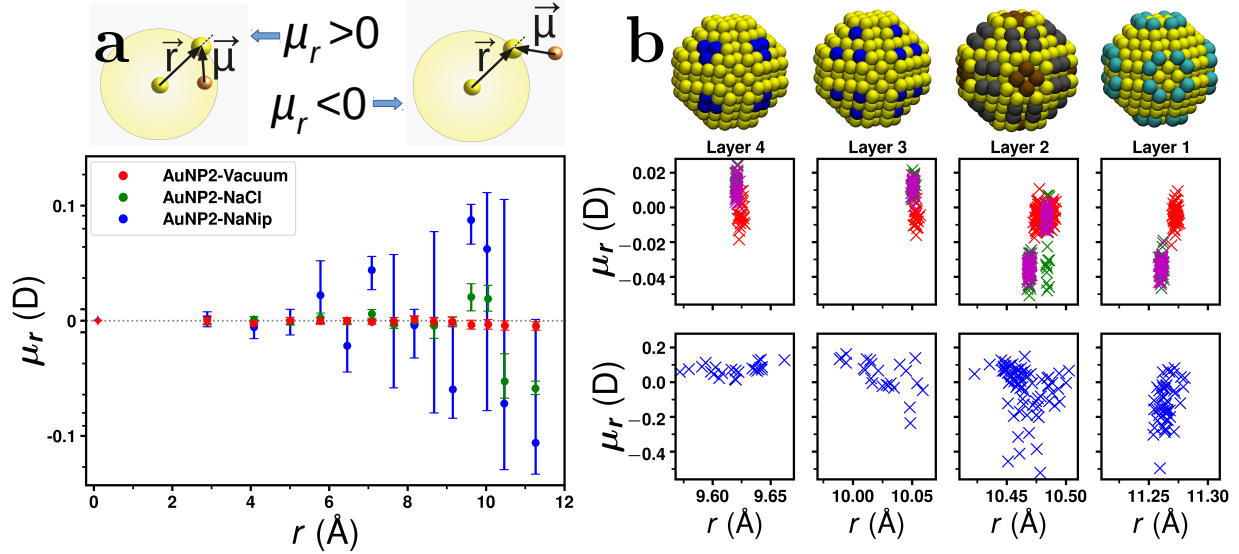 a
r⃗
μ⃗
μr >0
μr <0
r⃗
μ⃗
AuNP2-Vacuum
AuNP2-NaCl
AuNP2-NaNip
μr (D)
0.1
0
-0.1
0 2 4 6 8 10 12
r (Å)
b
Layer 4 Layer 3 Layer 2 Layer 1
μr (D)
0.02
0.00
−0.02
−0.04
μr (D)
0.2
0.0
−0.2
−0.4
9.60 9.65 10.00 10.05 10.45 10.50 11.25 11.30
r (Å) r (Å) r (Å) r (Å)